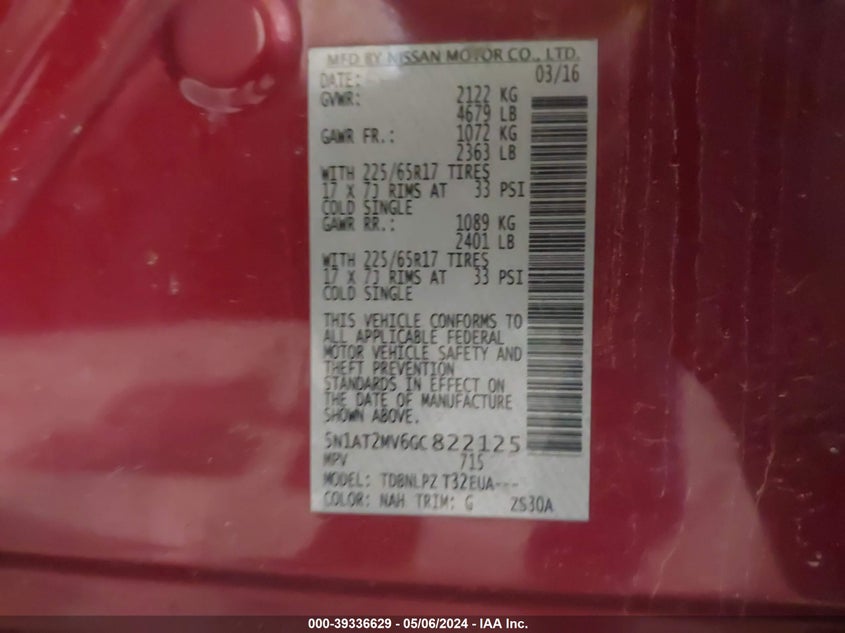 MFD BY NISSAN MOTOR CO., LTD.
DATE: 03/16
GVWR: 2122 KG
4679 LB
GAWR FR.: 1072 KG
2363 LB
WITH 225/65R17 TIRES
17 X 7J RIMS AT 33 PSI
COLD SINGLE
GAWR RR.: 1089 KG
2401 LB
WITH 225/65R17 TIRES
17 X 7J RIMS AT 33 PSI
COLD SINGLE
THIS VEHICLE CONFORMS TO
ALL APPLICABLE FEDERAL
MOTOR VEHICLE SAFETY AND
THEFT PREVENTION
STANDARDS IN EFFECT ON
THE DATE OF MANUFACTURE
SHOWN ABOVE.
5N1AT2MV6GC822125
MPV 715
MODEL: TDBNLPZ T32EUA---
COLOR: NAH TRIM: G ZS30A
000-39336629 - 05/06/2024 - IAA Inc.